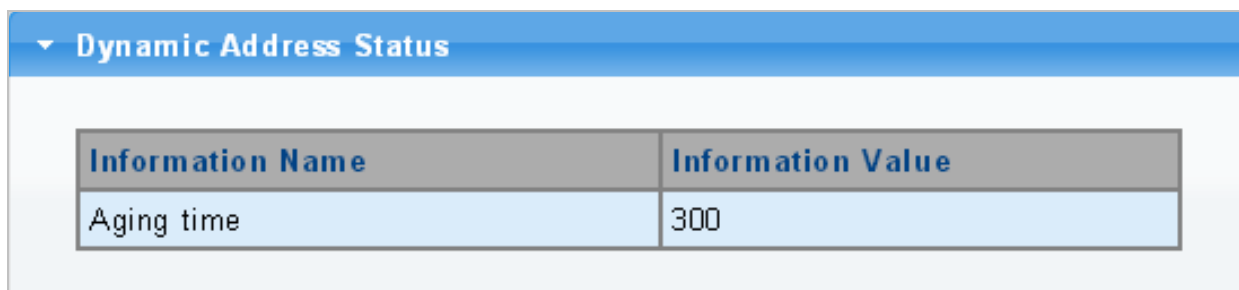 Dynamic Address Status
Information Name Information Value
Aging time 300